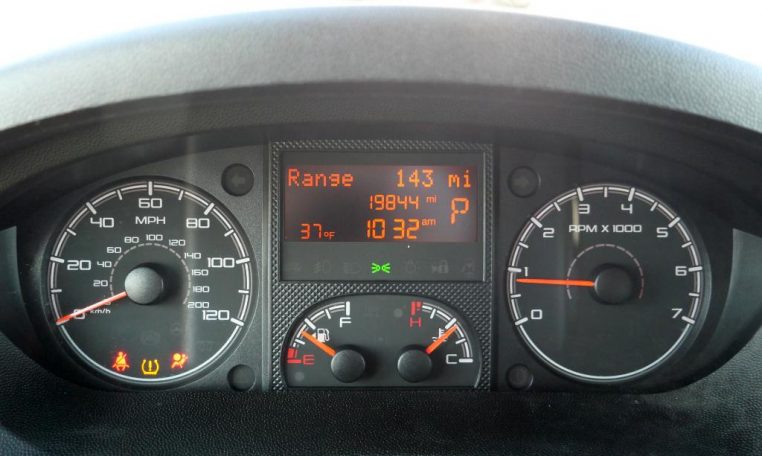 Range 143 mi
19844 mi
P
37°F 10 32 am
0 20 40 60 80 100 120
MPH
20 40 60 80 100 120 140 160 180 200
km/h
E F
H C
0 1 2 3 4 5 6 7
RPM X 1000